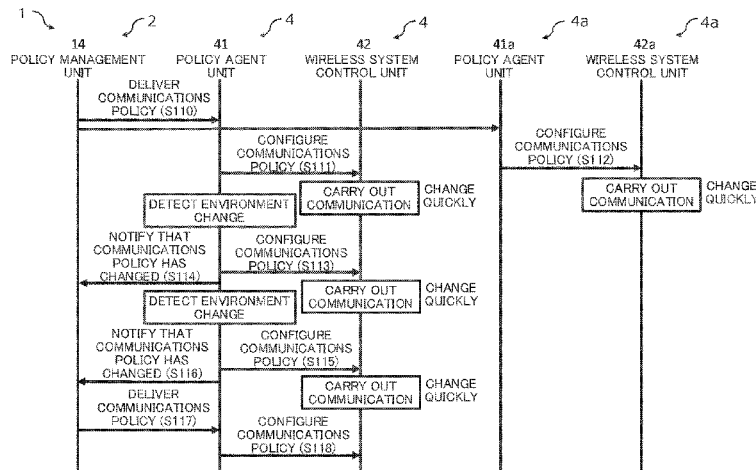 1
14
2
41
4
42
4
41a
4a
42a
4a
POLICY MANAGEMENT
UNIT
POLICY AGENT
UNIT
WIRELESS SYSTEM
CONTROL UNIT
POLICY AGENT
UNIT
WIRELESS SYSTEM
CONTROL UNIT
DELIVER
COMMUNICATIONS
POLICY (S110)
CONFIGURE
COMMUNICATIONS
POLICY (S111)
CONFIGURE
COMMUNICATIONS
POLICY (S112)
CARRY OUT
COMMUNICATION
CHANGE
QUICKLY
CARRY OUT
COMMUNICATION
CHANGE
QUICKLY
DETECT ENVIRONMENT
CHANGE
NOTIFY THAT
COMMUNICATIONS
POLICY HAS
CHANGED (S114)
CONFIGURE
COMMUNICATIONS
POLICY (S113)
CARRY OUT
COMMUNICATION
CHANGE
QUICKLY
DETECT ENVIRONMENT
CHANGE
NOTIFY THAT
COMMUNICATIONS
POLICY HAS
CHANGED (S116)
CONFIGURE
COMMUNICATIONS
POLICY (S115)
CARRY OUT
COMMUNICATION
CHANGE
QUICKLY
DELIVER
COMMUNICATIONS
POLICY (S117)
CONFIGURE
COMMUNICATIONS
POLICY (S118)